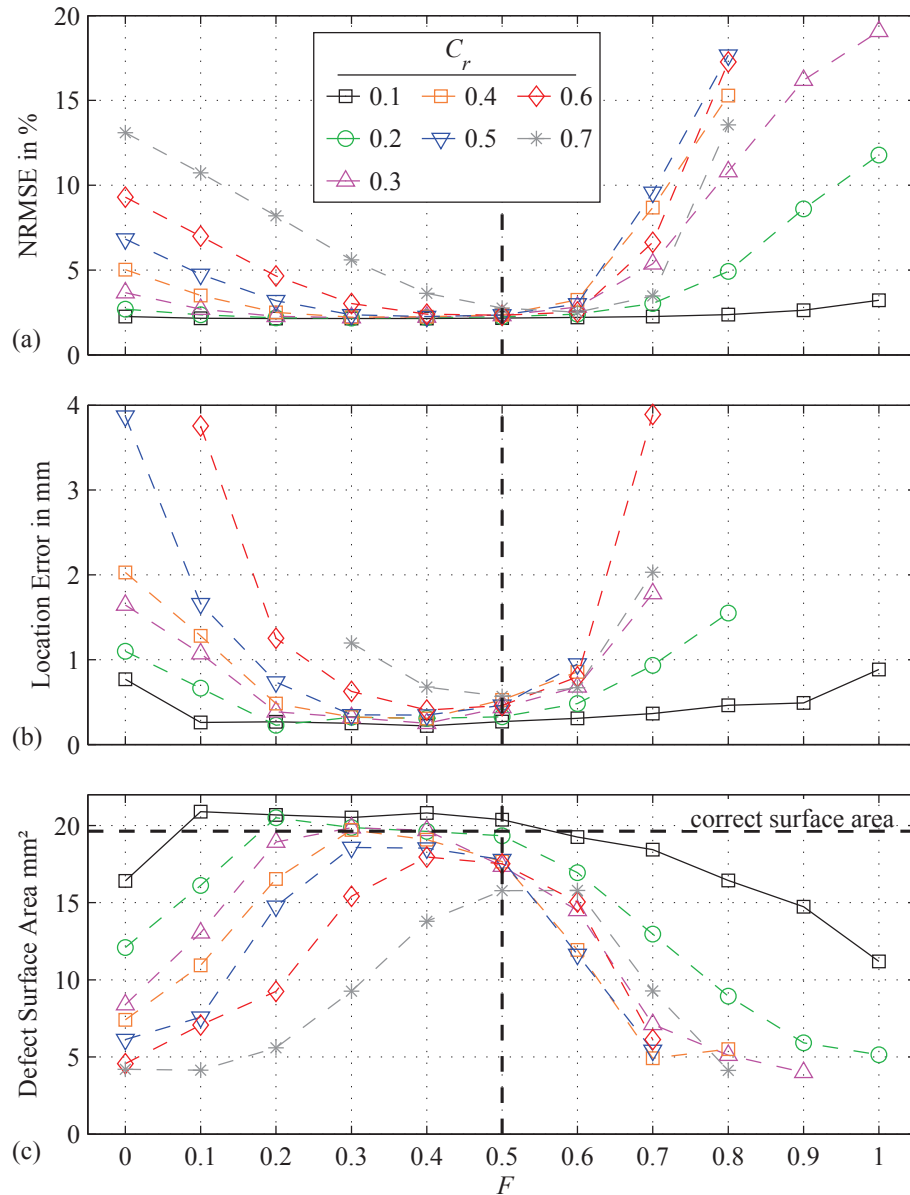 20
15
10
5
0
NRMSE in %
(a)
C_r
0.1 0.4 0.6
0.2 0.5 0.7
0.3
4
3
2
1
0
Location Error in mm
(b)
20
15
10
5
0
Defect Surface Area mm²
correct surface area
(c)
0 0.1 0.2 0.3 0.4 0.5 0.6 0.7 0.8 0.9 1
F